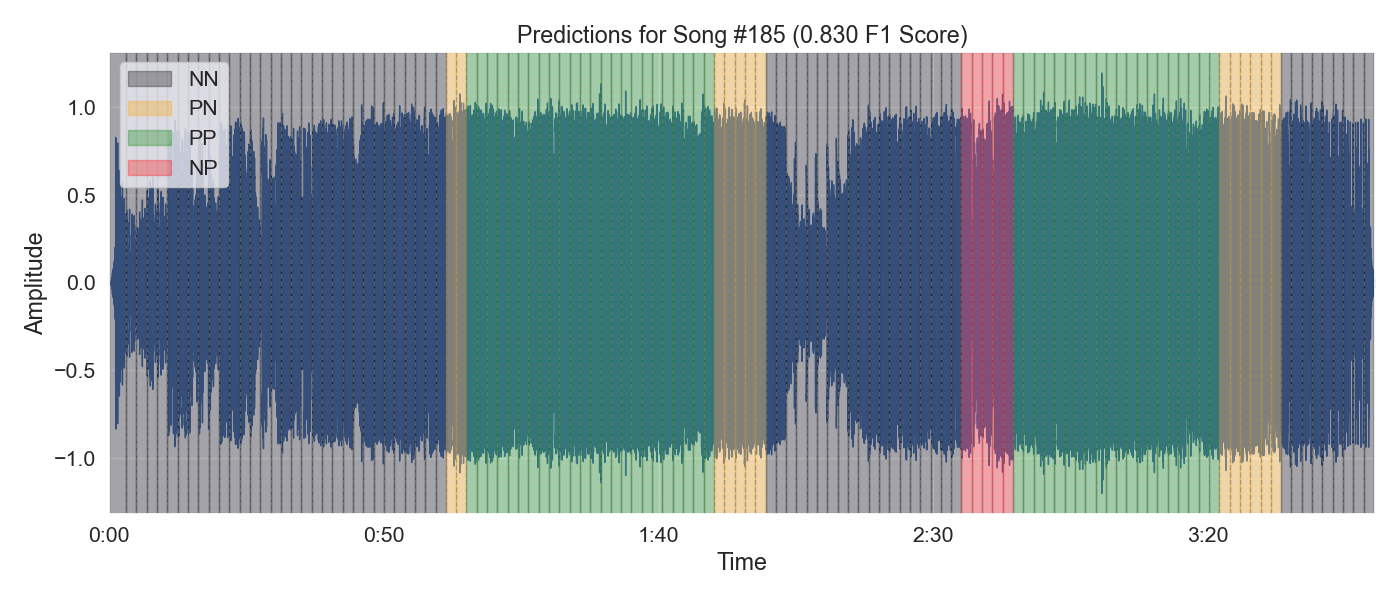 Predictions for Song #185 (0.830 F1 Score)
NN
PN
PP
NP
1.0
0.5
0.0
−0.5
−1.0
Amplitude
0:00 0:50 1:40 2:30 3:20
Time